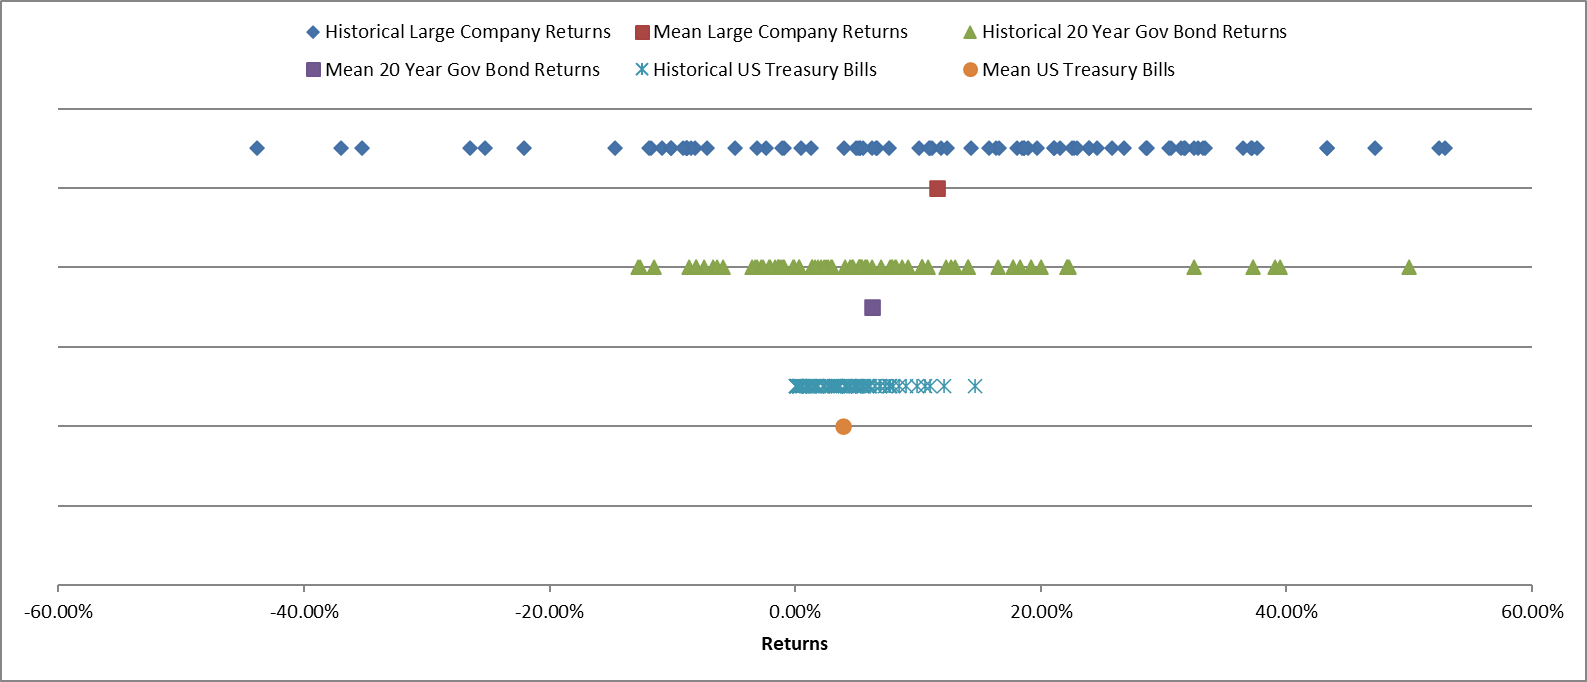 Historical Large Company Returns Mean Large Company Returns Historical 20 Year Gov Bond Returns
Mean 20 Year Gov Bond Returns Historical US Treasury Bills Mean US Treasury Bills
-60.00% -40.00% -20.00% 0.00% 20.00% 40.00% 60.00%
Returns